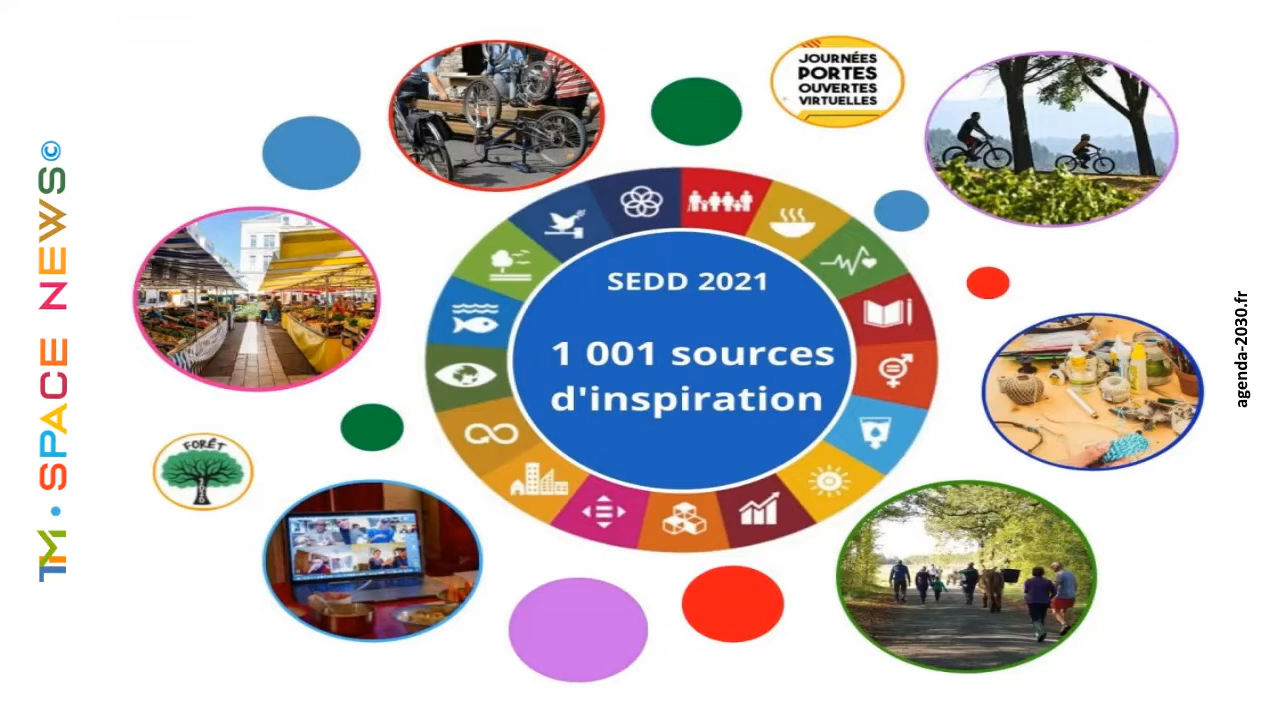 TM • SPACE NEWS©
JOURNÉES
PORTES
OUVERTES
VIRTUELLES
SEDD 2021
1 001 sources
d'inspiration
agenda-2030.fr
FORÊT